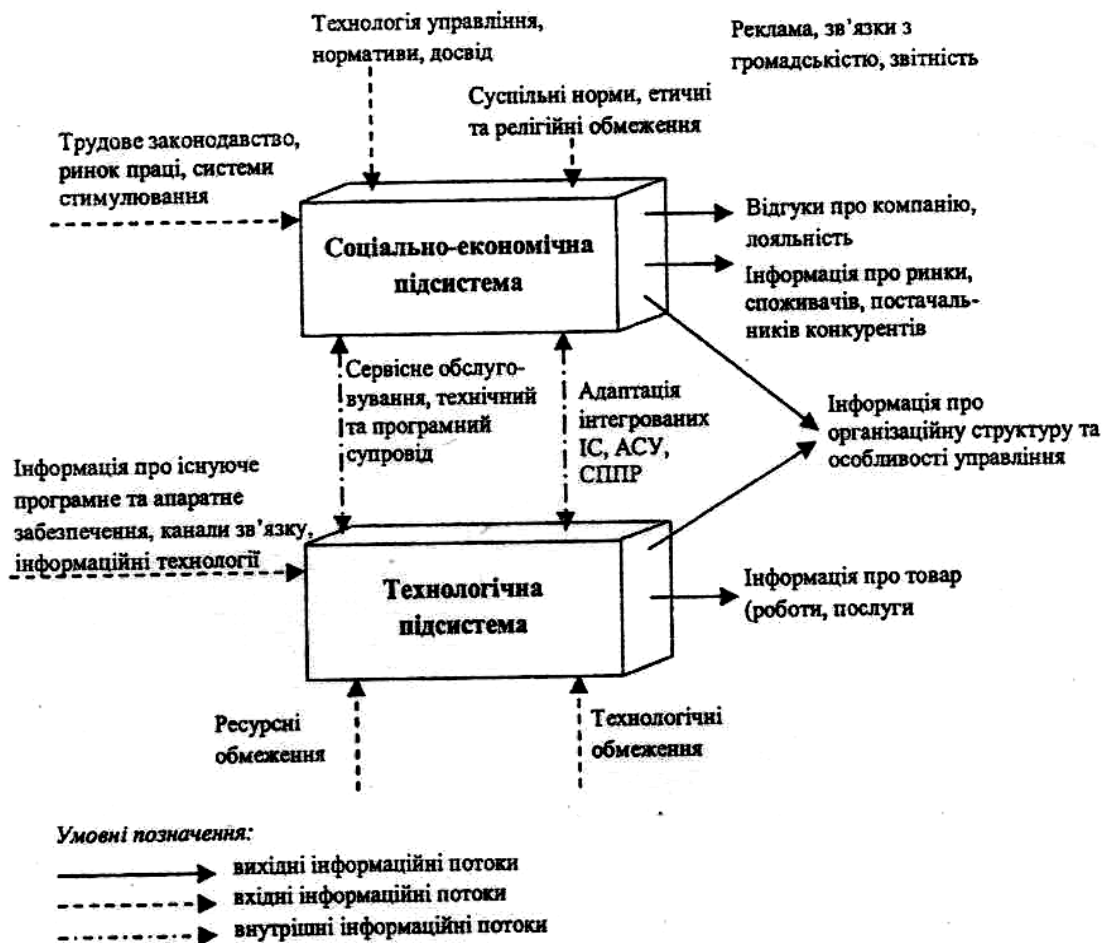 Технологія управління,
нормативи, досвід
Реклама, зв’язки з
громадськістю, звітність
Суспільні норми, етичні
та релігійні обмеження
Трудове законодавство,
ринок праці, системи
стимулювання
Соціально-економічна
підсистема
Відгуки про компанію,
лояльність
Інформація про ринки,
споживачів, постачаль-
ників конкурентів
Сервісне обслуго-
вування, технічний
та програмний
супровід
Адаптація
інтегрованих
ІС, АСУ,
СППР
Інформація про
організаційну структуру та
особливості управління
Інформація про існуюче
програмне та апаратне
забезпечення, канали зв’язку,
інформаційні технології
Технологічна
підсистема
Інформація про товар
(роботи, послуги
Ресурсні
обмеження
Технологічні
обмеження
Умовні позначення:
вихідні інформаційні потоки
вхідні інформаційні потоки
внутрішні інформаційні потоки